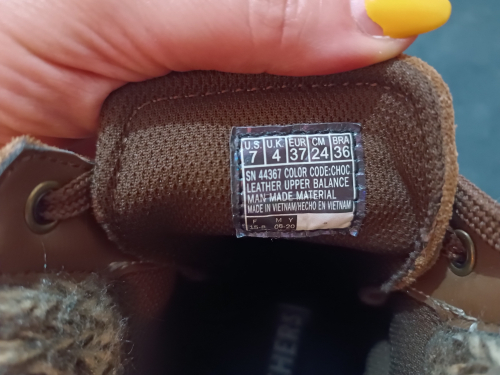 U.S. U.K EUR CM BRA
7 4 37 24 36
SN 44367 COLOR CODE:CHOC
LEATHER UPPER BALANCE
MAN MADE MATERIAL
MADE IN VIETNAM/HECHO EN VIETNAM
F M Y
09-20